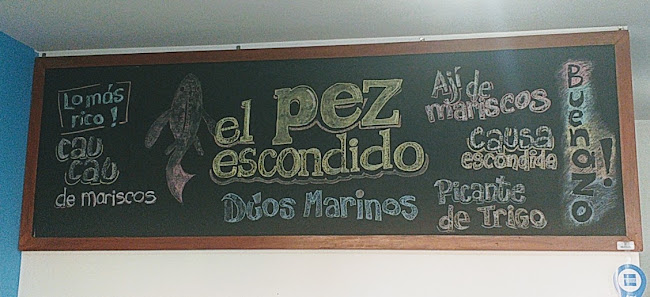 Lo más
rico!
Cau
Cau
de mariscos
el pez
escondido
Dúos Marinos
Ají de
mariscos
causa
escondida
Picante
de Trigo
Buenazo!